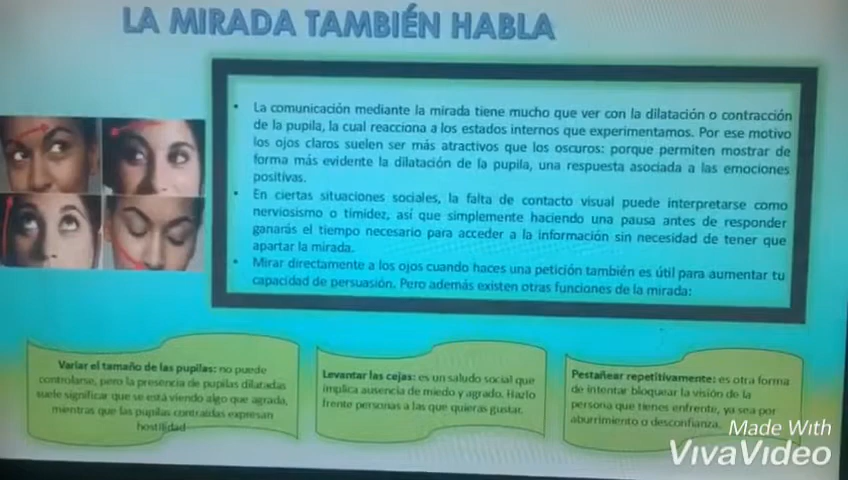 LA MIRADA TAMBIÉN HABLA
• La comunicación mediante la mirada tiene mucho que ver con la dilatación o contracción
de la pupila, la cual reacciona a los estados internos que experimentamos. Por ese motivo
los ojos claros suelen ser más atractivos que los oscuros: porque permiten mostrar de
forma más evidente la dilatación de la pupila, una respuesta asociada a las emociones
positivas.
• En ciertas situaciones sociales, la falta de contacto visual puede interpretarse como
nerviosismo o timidez, así que simplemente haciendo una pausa antes de responder
ganarás el tiempo necesario para acceder a la información sin necesidad de tener que
apartar la mirada.
• Mirar directamente a los ojos cuando haces una petición también es útil para aumentar tu
capacidad de persuasión. Pero además existen otras funciones de la mirada:
Variar el tamaño de las pupilas: no puede
controlarse, pero la presencia de pupilas dilatadas
suele significar que se está viendo algo que agrada,
mientras que las pupilas contraídas expresan
hostilidad
Levantar las cejas: es un saludo social que
implica ausencia de miedo y agrado. Hazlo
frente personas a las que quieras gustar.
Pestañear repetitivamente: es otra forma
de intentar bloquear la visión de la
persona que tienes enfrente, ya sea por
aburrimiento o desconfianza.
Made With
VivaVideo